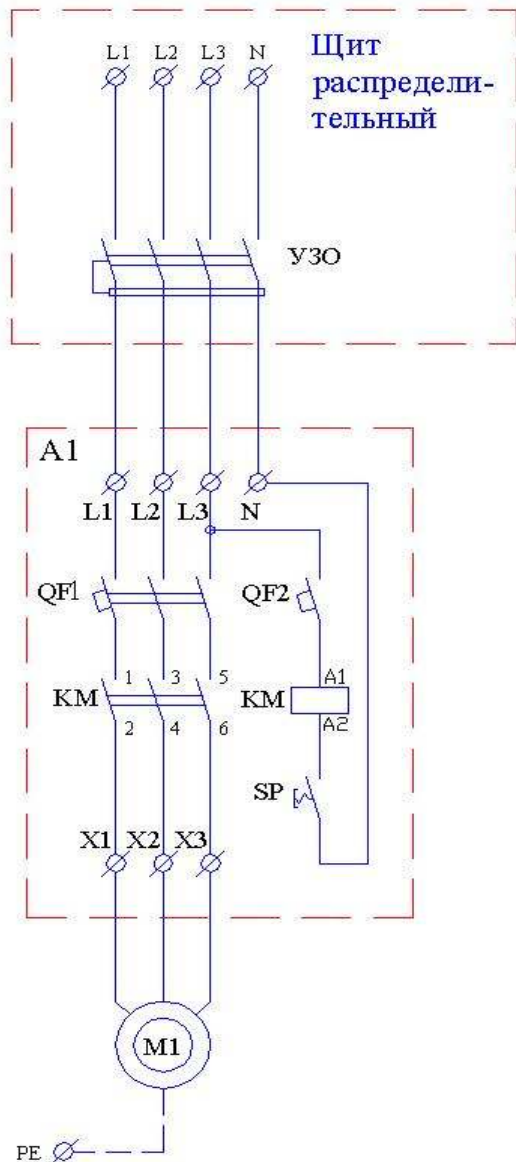 L1 L2 L3 N
Щит
распредели-
тельный
УЗО
A1
L1 L2 L3 N
QF1
QF2
KM
1 3 5
2 4 6
KM
A1
A2
SP
X1 X2 X3
M1
PE